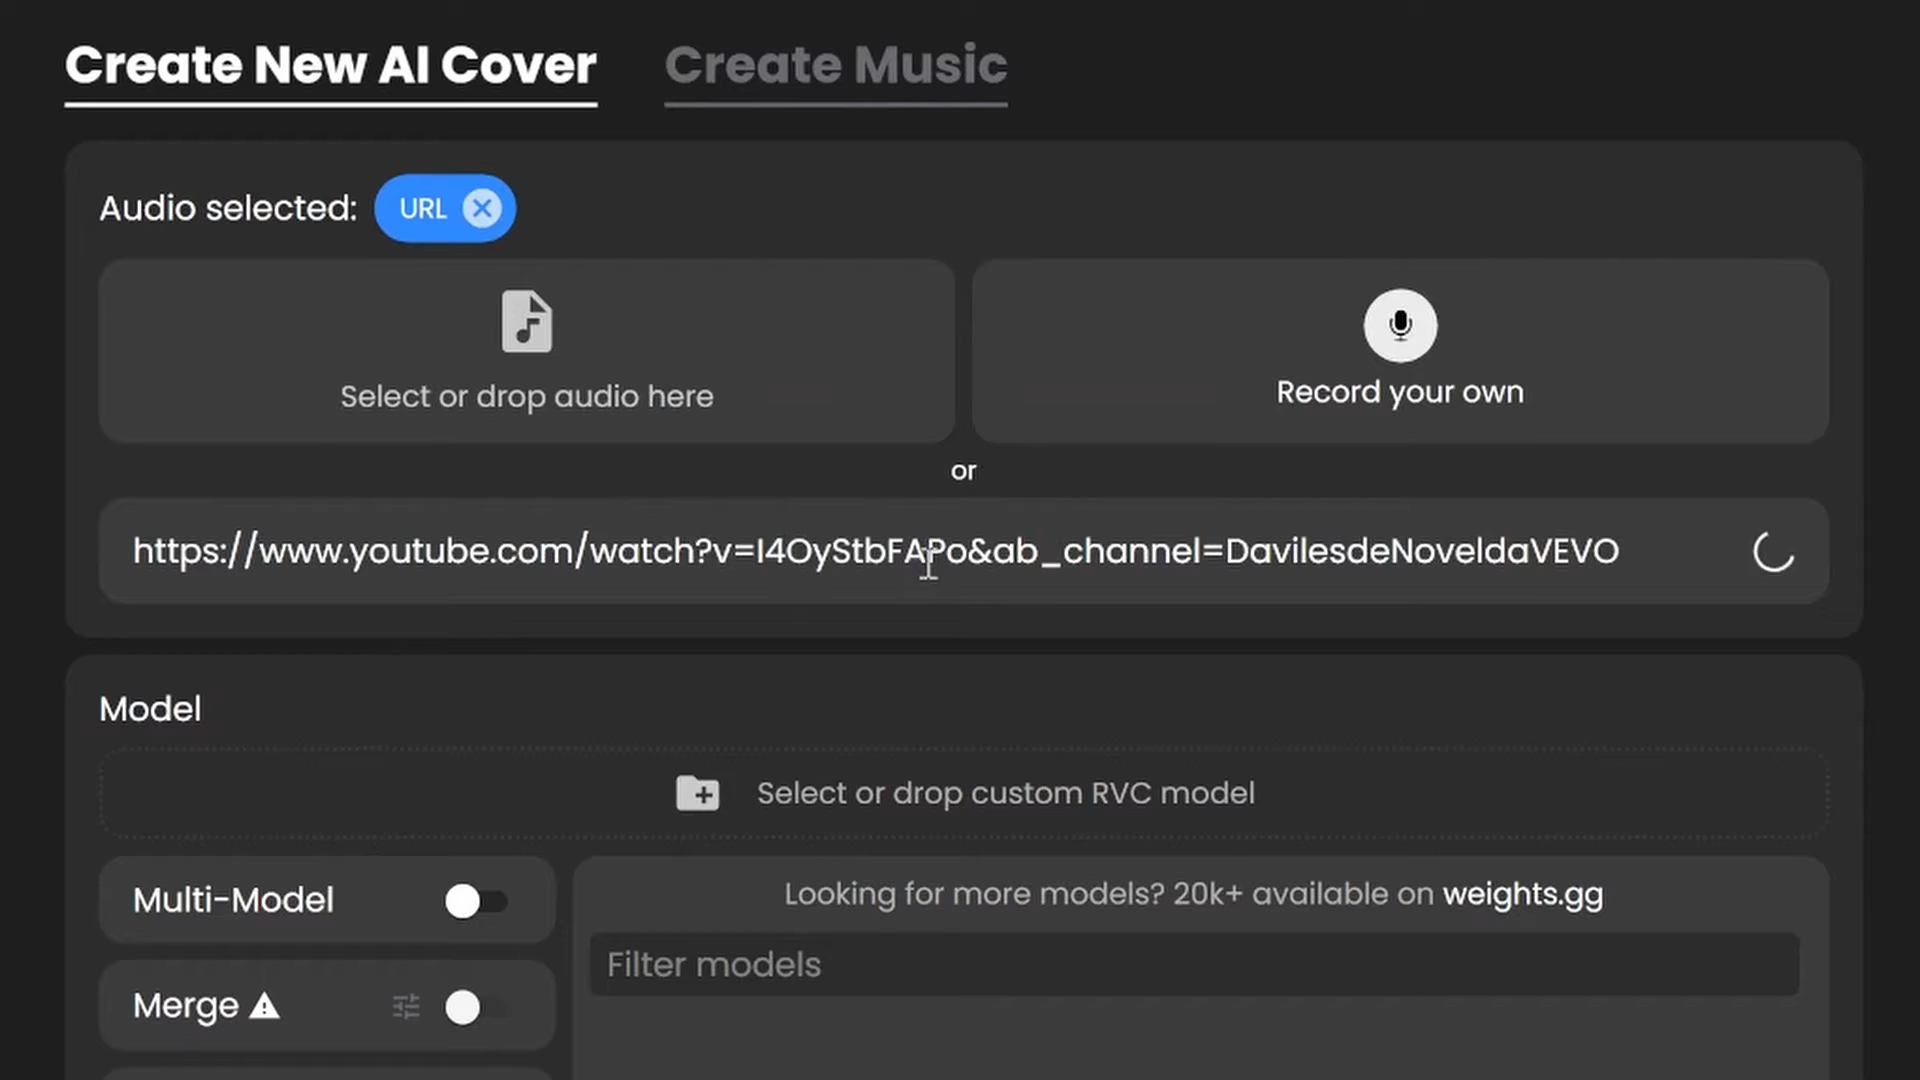 Create New AI Cover Create Music
Audio selected: URL
Select or drop audio here
Record your own
or
https://www.youtube.com/watch?v=I4OyStbFAPo&ab_channel=DavilesdeNoveldaVEVO
Model
Select or drop custom RVC model
Multi-Model
Looking for more models? 20k+ available on weights.gg
Filter models
Merge